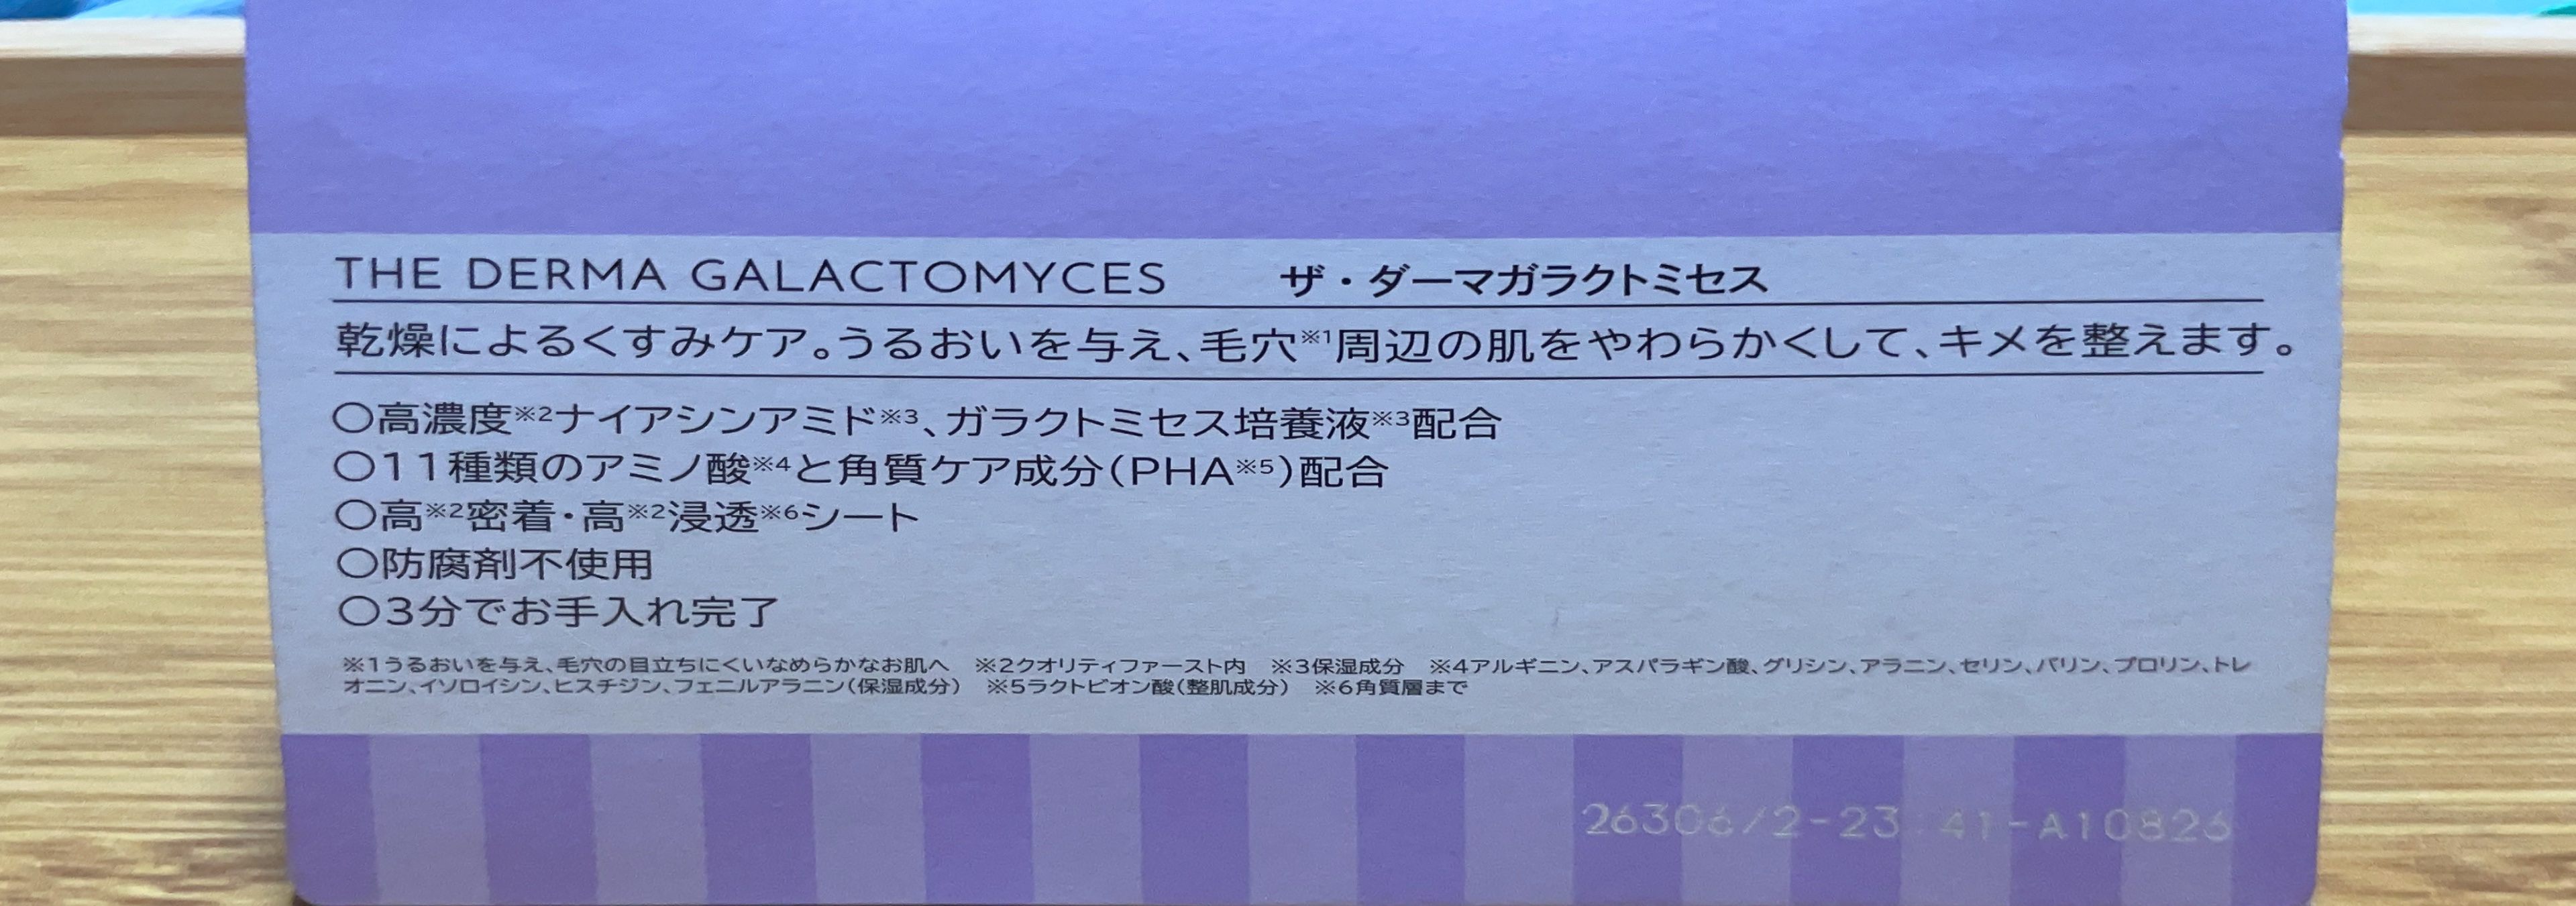 THE DERMA GALACTOMYCES ザ・ダーマガラクトミセス
乾燥によるくすみケア。うるおいを与え、毛穴※1周辺の肌をやわらかくして、キメを整えます。
○高濃度※2ナイアシンアミド※3、ガラクトミセス培養液※3配合
○11種類のアミノ酸※4と角質ケア成分(PHA※5)配合
○高※2密着・高※2浸透※6シート
○防腐剤不使用
○3分でお手入れ完了
※1うるおいを与え、毛穴の目立ちにくいなめらかなお肌へ ※2クオリティファースト内 ※3保湿成分 ※4アルギニン、アスパラギン酸、グリシン、アラニン、セリン、バリン、プロリン、トレ
オニン、イソロイシン、ヒスチジン、フェニルアラニン(保湿成分) ※5ラクトビオン酸(整肌成分) ※6角質層まで
26306/2-23 41-A10826